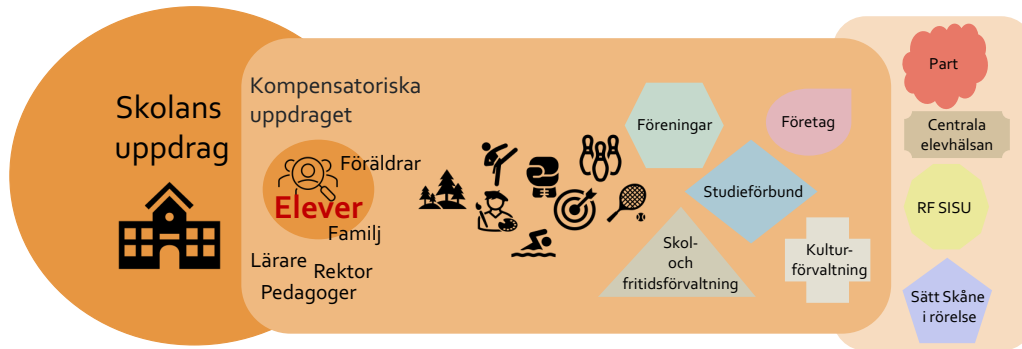 Skolans
uppdrag
Kompensatoriska
uppdraget
Föräldrar
Elever
Familj
Lärare
Rektor
Pedagoger
Föreningar
Företag
Studieförbund
Skol-
och
fritidsförvaltning
Kultur-
förvaltning
Part
Centrala
elevhälsan
RF SISU
Sätt Skåne
i rörelse